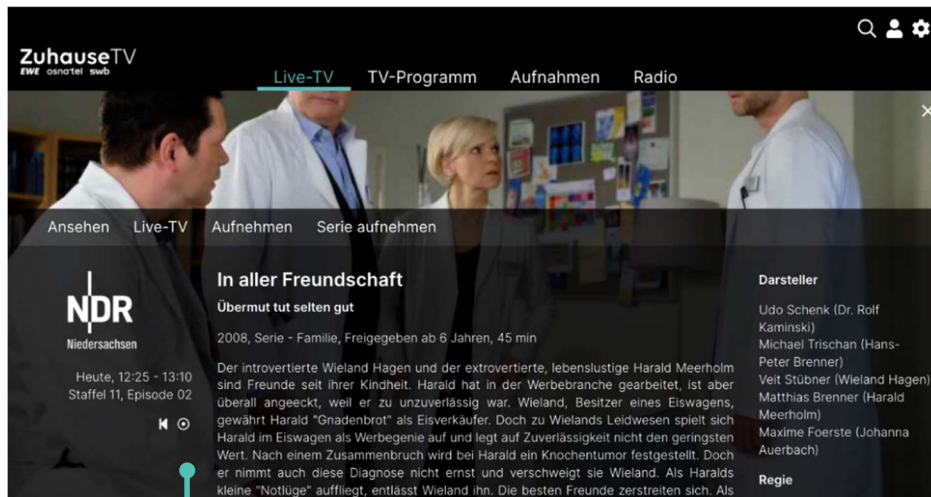 ZuhauseTV
EWE osnatel swb
Live-TV TV-Programm Aufnahmen Radio
Ansehen Live-TV Aufnehmen Serie aufnehmen
NDR
Niedersachsen
Heute, 12:25 - 13:10
Staffel 11, Episode 02
In aller Freundschaft
Übermut tut selten gut
2008, Serie - Familie, Freigegeben ab 6 Jahren, 45 min
Der introvertierte Wieland Hagen und der extrovertierte, lebenslustige Harald Meerholm
sind Freunde seit ihrer Kindheit. Harald hat in der Werbebranche gearbeitet, ist aber
überall angeeckt, weil er zu unzuverlässig war. Wieland, Besitzer eines Eiswagens,
gewährt Harald "Gnadenbrot" als Eisverkäufer. Doch zu Wielands Leidwesen spielt sich
Harald im Eiswagen als Werbegenie auf und legt auf Zuverlässigkeit nicht den geringsten
Wert. Nach einem Zusammenbruch wird bei Harald ein Knochentumor festgestellt. Doch
er nimmt auch diese Diagnose nicht ernst und verschweigt sie Wieland. Als Haralds
kleine "Notlüge" auffliegt, entlässt Wieland ihn. Die besten Freunde zerstreiten sich. Als
Darsteller
Udo Schenk (Dr. Rolf
Kaminski)
Michael Trischan (Hans-
Peter Brenner)
Veit Stübner (Wieland Hagen)
Matthias Brenner (Harald
Meerholm)
Maxime Foerste (Johanna
Auerbach)
Regie